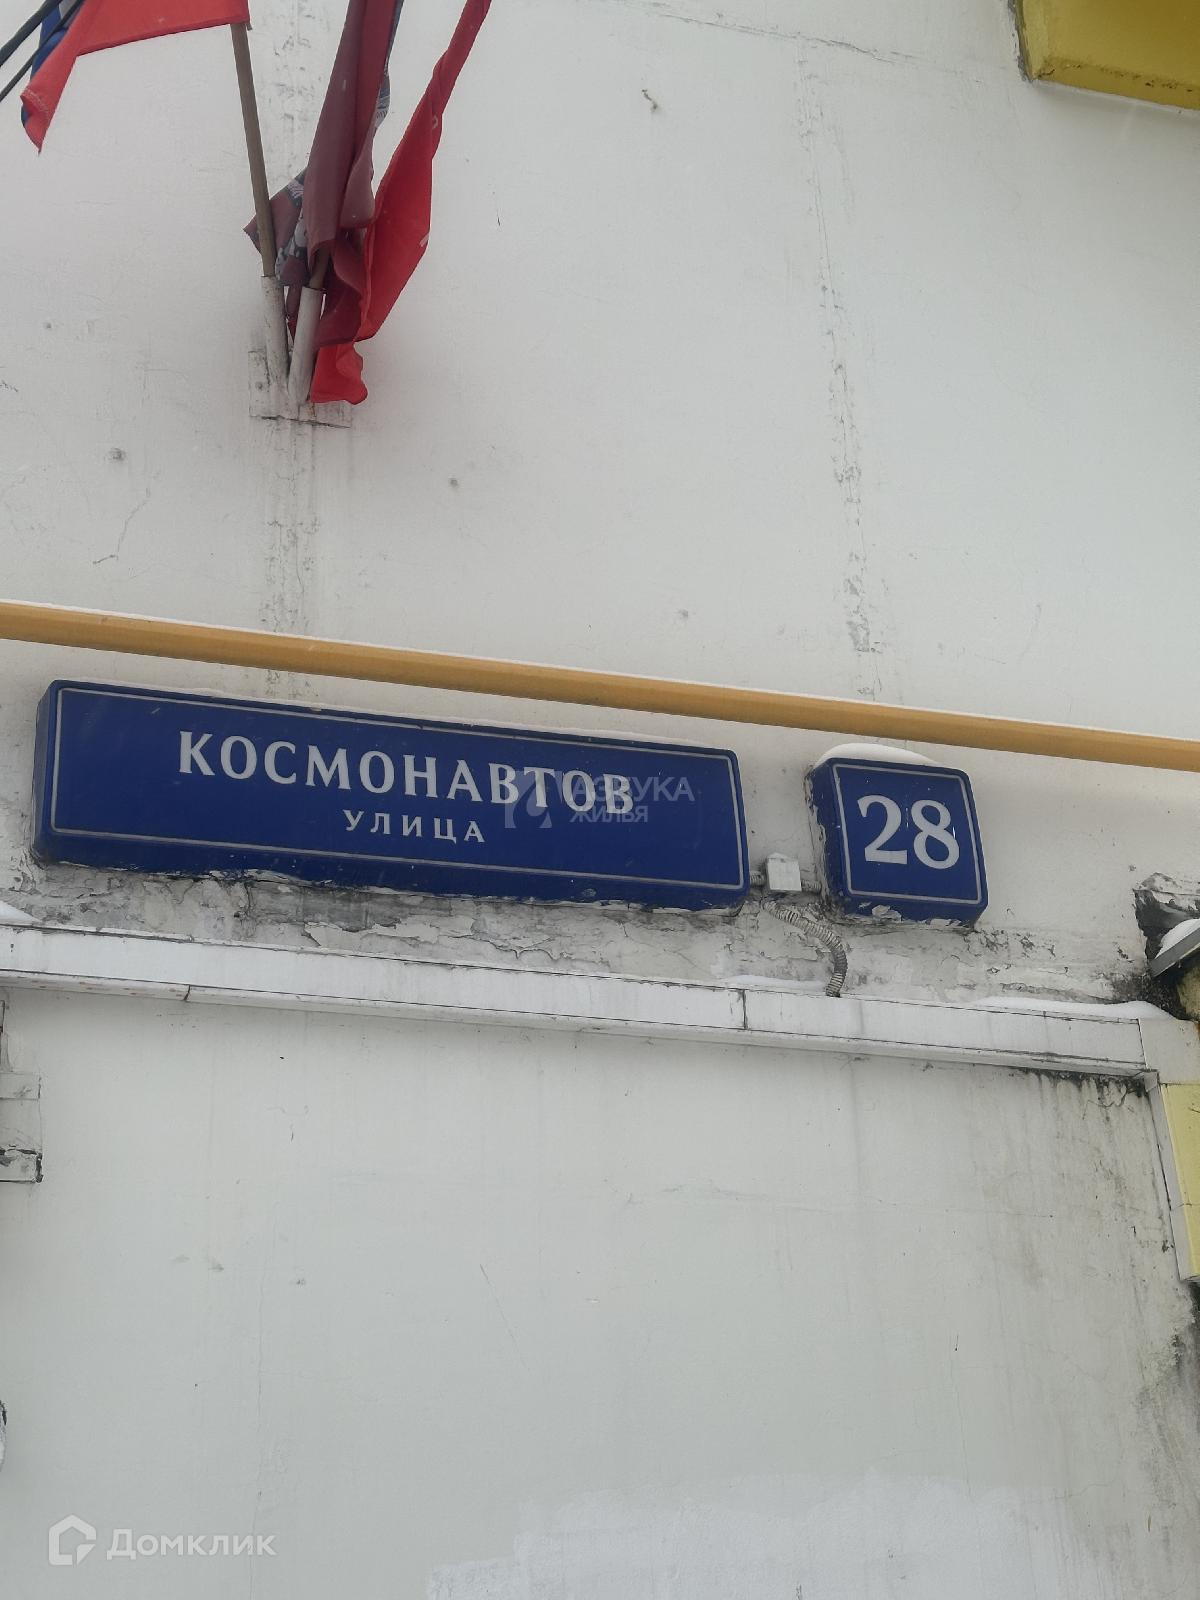 КОСМОНАВТОВ
УЛИЦА
28
АЗБУКА
ЖИЛЬЯ
Домклик